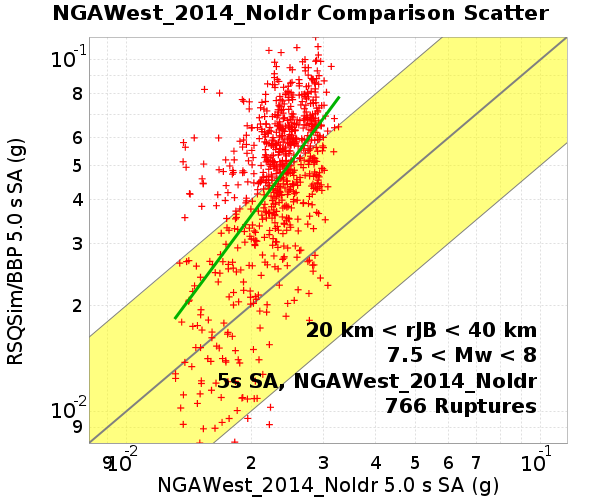 NGAWest_2014_NoIdr Comparison Scatter
RSQSim/BBP 5.0 s SA (g)
10-1
8
6
5
4
3
2
10-2
9
20 km < rJB < 40 km
7.5 < Mw < 8
5s SA, NGAWest_2014_NoIdr
766 Ruptures
9 10-2 2 3 4 5 6 7 10-1
NGAWest_2014_NoIdr 5.0 s SA (g)